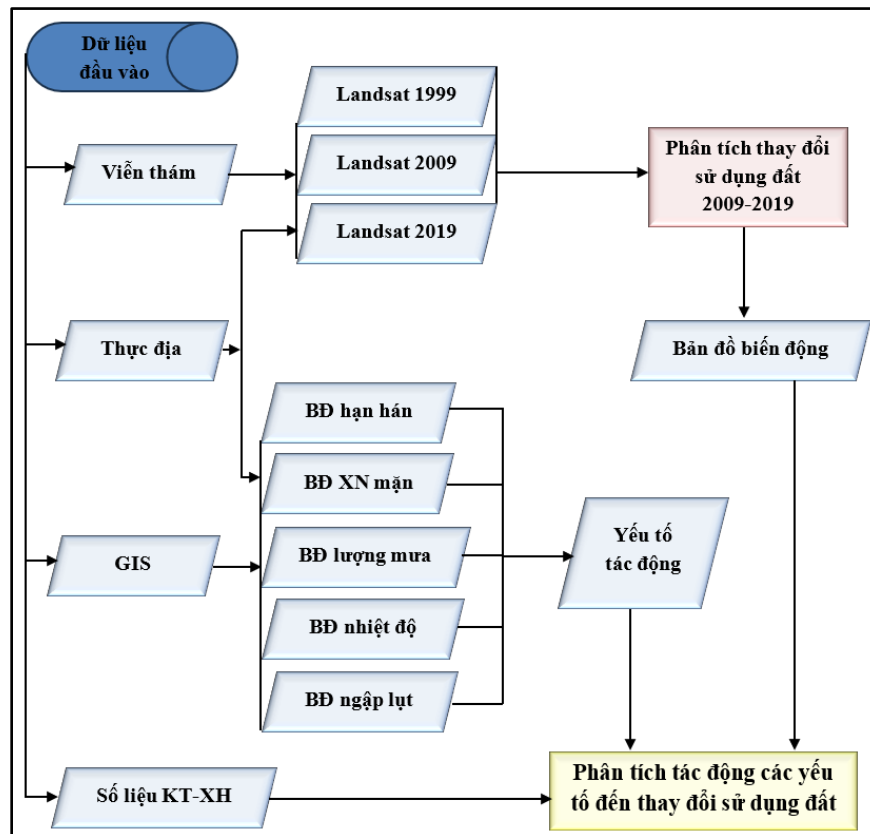 Dữ liệu
đầu vào
Landsat 1999
Viễn thám
Landsat 2009
Landsat 2019
Phân tích thay đổi
sử dụng đất
2009-2019
Thực địa
Bản đồ biến động
BĐ hạn hán
BĐ XN mặn
GIS
BĐ lượng mưa
Yếu tố
tác động
BĐ nhiệt độ
BĐ ngập lụt
Số liệu KT-XH
Phân tích tác động các yếu
tố đến thay đổi sử dụng đất